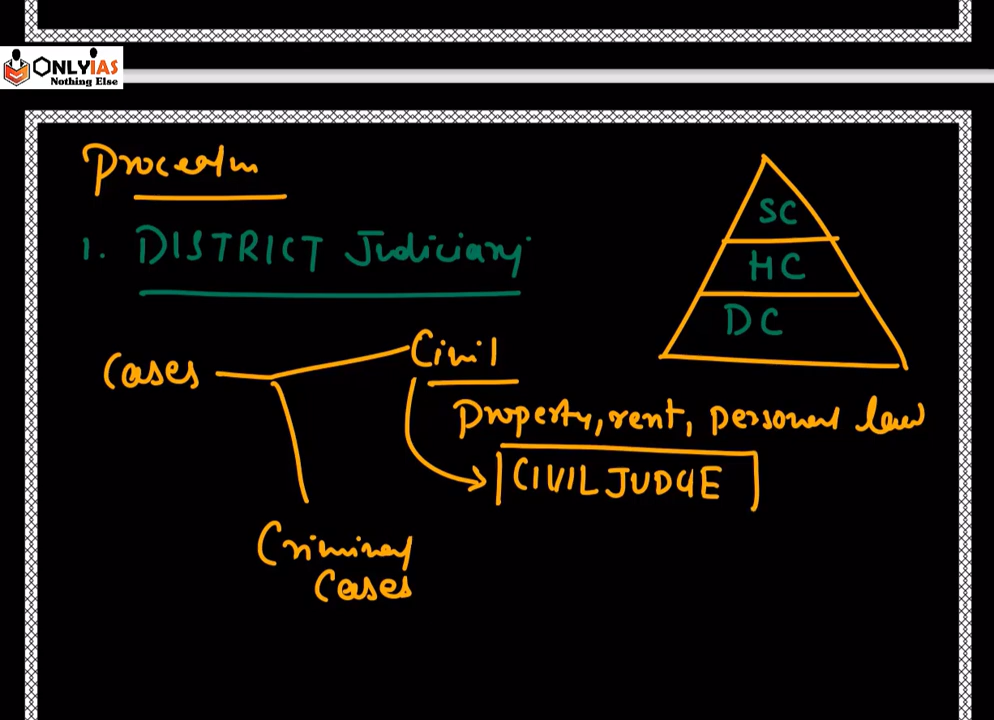 ONLYIAS
Nothing Else
1. DISTRICT Judiciary
SC
HC
DC
Cases
Civil
Property, rent, personal law
CIVIL JUDGE
Criminal
Cases